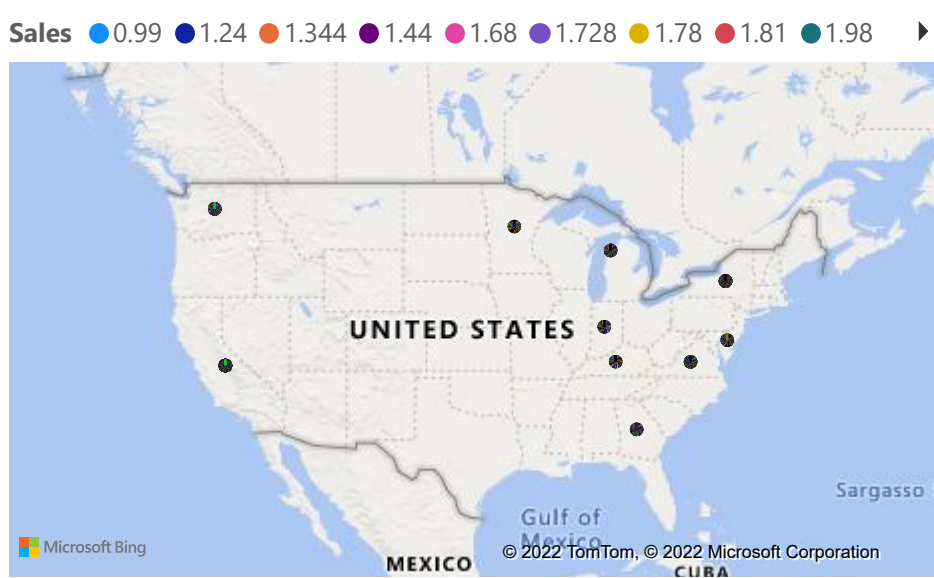 Sales 0.99 1.24 1.344 1.44 1.68 1.728 1.78 1.81 1.98
UNITED STATES
Sargasso
Gulf of
Mexico
Microsoft Bing
© 2022 TomTom, © 2022 Microsoft Corporation
MEXICO
CUBA